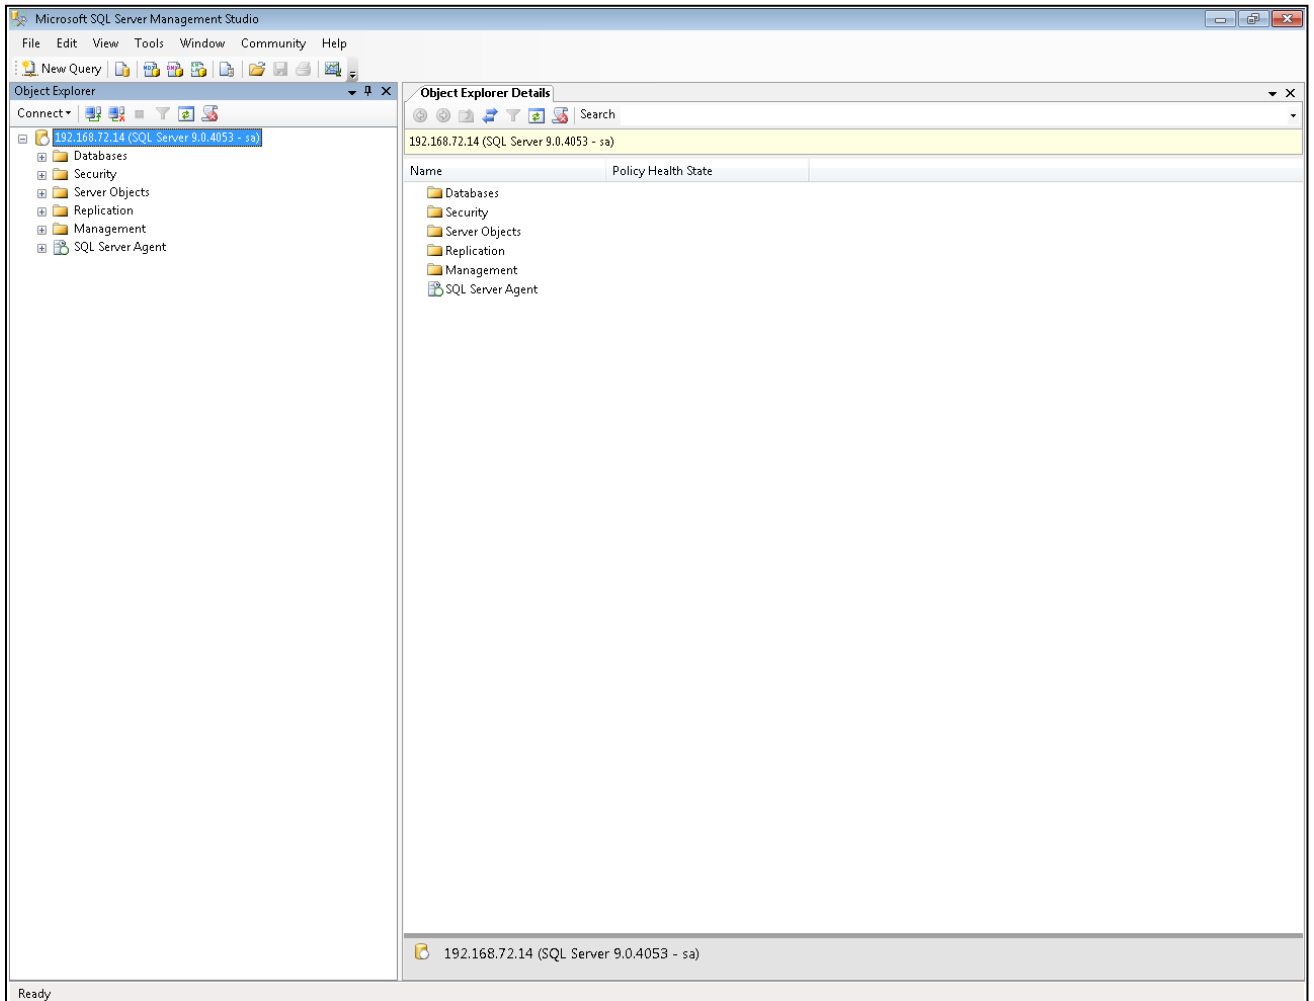 Microsoft SQL Server Management Studio
File Edit View Tools Window Community Help
New Query
Object Explorer
Connect
192.168.72.14 (SQL Server 9.0.4053 - sa)
Databases
Security
Server Objects
Replication
Management
SQL Server Agent
Object Explorer Details
Search
192.168.72.14 (SQL Server 9.0.4053 - sa)
Name Policy Health State
Databases
Security
Server Objects
Replication
Management
SQL Server Agent
192.168.72.14 (SQL Server 9.0.4053 - sa)
Ready